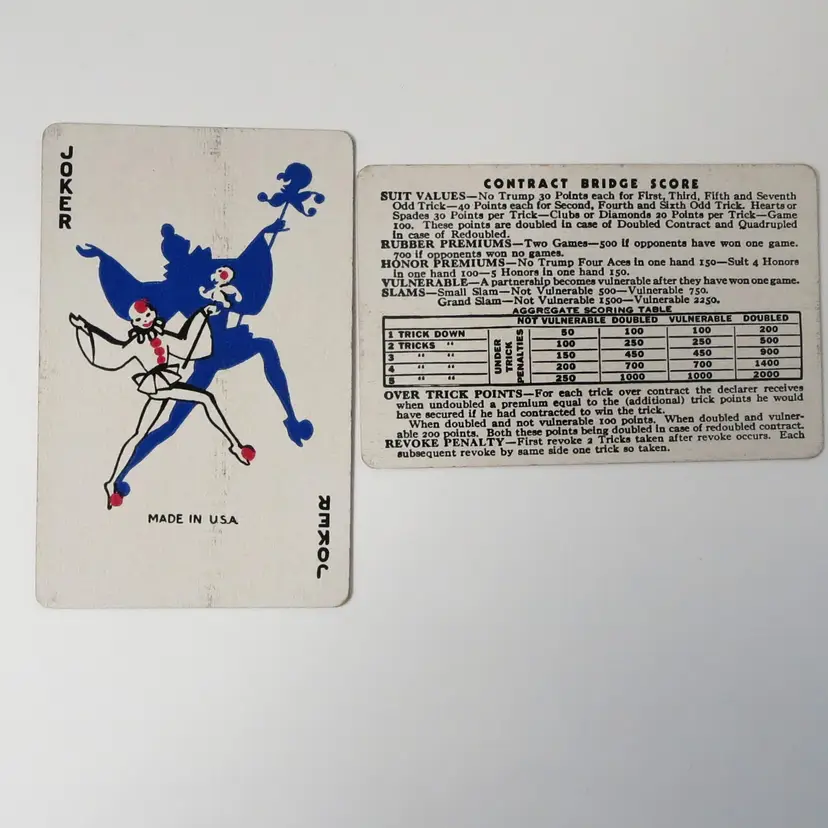 JOKER
MADE IN U.S.A.
JOKER
CONTRACT BRIDGE SCORE
SUIT VALUES—No Trump 30 Points each for First, Third, Fifth and Seventh
Odd Trick—40 Points each for Second, Fourth and Sixth Odd Trick. Hearts or
Spades 30 Points per Trick—Clubs or Diamonds 20 Points per Trick—Game
100. These points are doubled in case of Doubled Contract and Quadrupled
in case of Redoubled.
RUBBER PREMIUMS—Two Games—500 if opponents have won one game.
700 if opponents won no games.
HONOR PREMIUMS—No Trump Four Aces in one hand 150—Suit 4 Honors
in one hand 100—5 Honors in one hand 150.
VULNERABLE—A partnership becomes vulnerable after they have won one game.
SLAMS—Small Slam—Not Vulnerable 500—Vulnerable 750.
Grand Slam—Not Vulnerable 1500—Vulnerable 2250.
AGGREGATE SCORING TABLE
NOT VULNERABLE DOUBLED VULNERABLE DOUBLED
UNDER TRICK PENALTIES
1 TRICK DOWN 50 100 100 200
2 TRICKS “ 100 250 250 500
3 “ “ 150 450 450 900
4 “ “ 200 700 700 1400
5 “ “ 250 1000 1000 2000
OVER TRICK POINTS—For each trick over contract the declarer receives
when undoubled a premium equal to the (additional) trick points he would
have secured if he had contracted to win the trick.
When doubled and not vulnerable 100 points. When doubled and vulner-
able 200 points. Both these points being doubled in case of redoubled contract.
REVOKE PENALTY—First revoke 2 Tricks taken after revoke occurs. Each
subsequent revoke by same side one trick so taken.